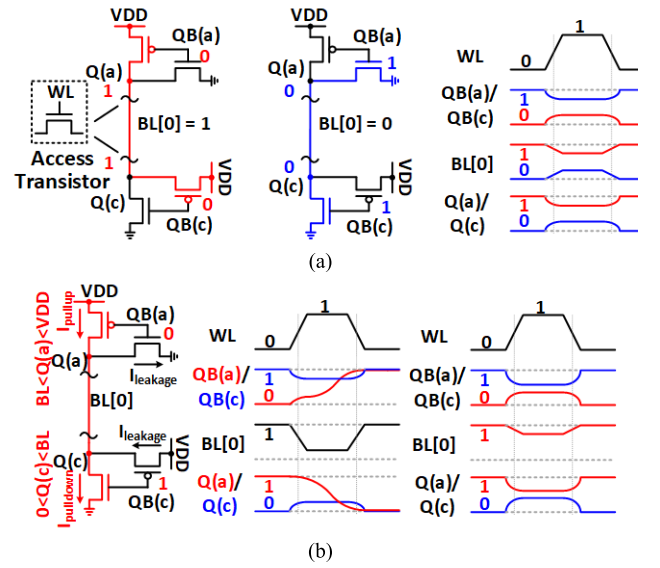 VDD
QB(a)
0
Q(a)
1
WL
BL[0] = 1
Access
Transistor
1
VDD
Q(c)
0
QB(c)
VDD
QB(a)
1
Q(a)
0
BL[0] = 0
0
VDD
Q(c)
1
QB(c)
WL
0
1
QB(a)/
QB(c)
1
0
BL[0]
1
0
Q(a)/
Q(c)
1
0
(a)
VDD
Ipullup
BL<Q(a)<VDD
QB(a)
0
Q(a)
Ileakage
BL[0]
Ileakage
VDD
Q(c)
0<Q(c)<BL
1
QB(c)
Ipulldown
WL
0
1
QB(a)/
QB(c)
1
0
BL[0]
1
Q(a)/
Q(c)
1
0
WL
0
1
QB(a)/
QB(c)
1
0
BL[0]
1
Q(a)/
Q(c)
1
0
(b)